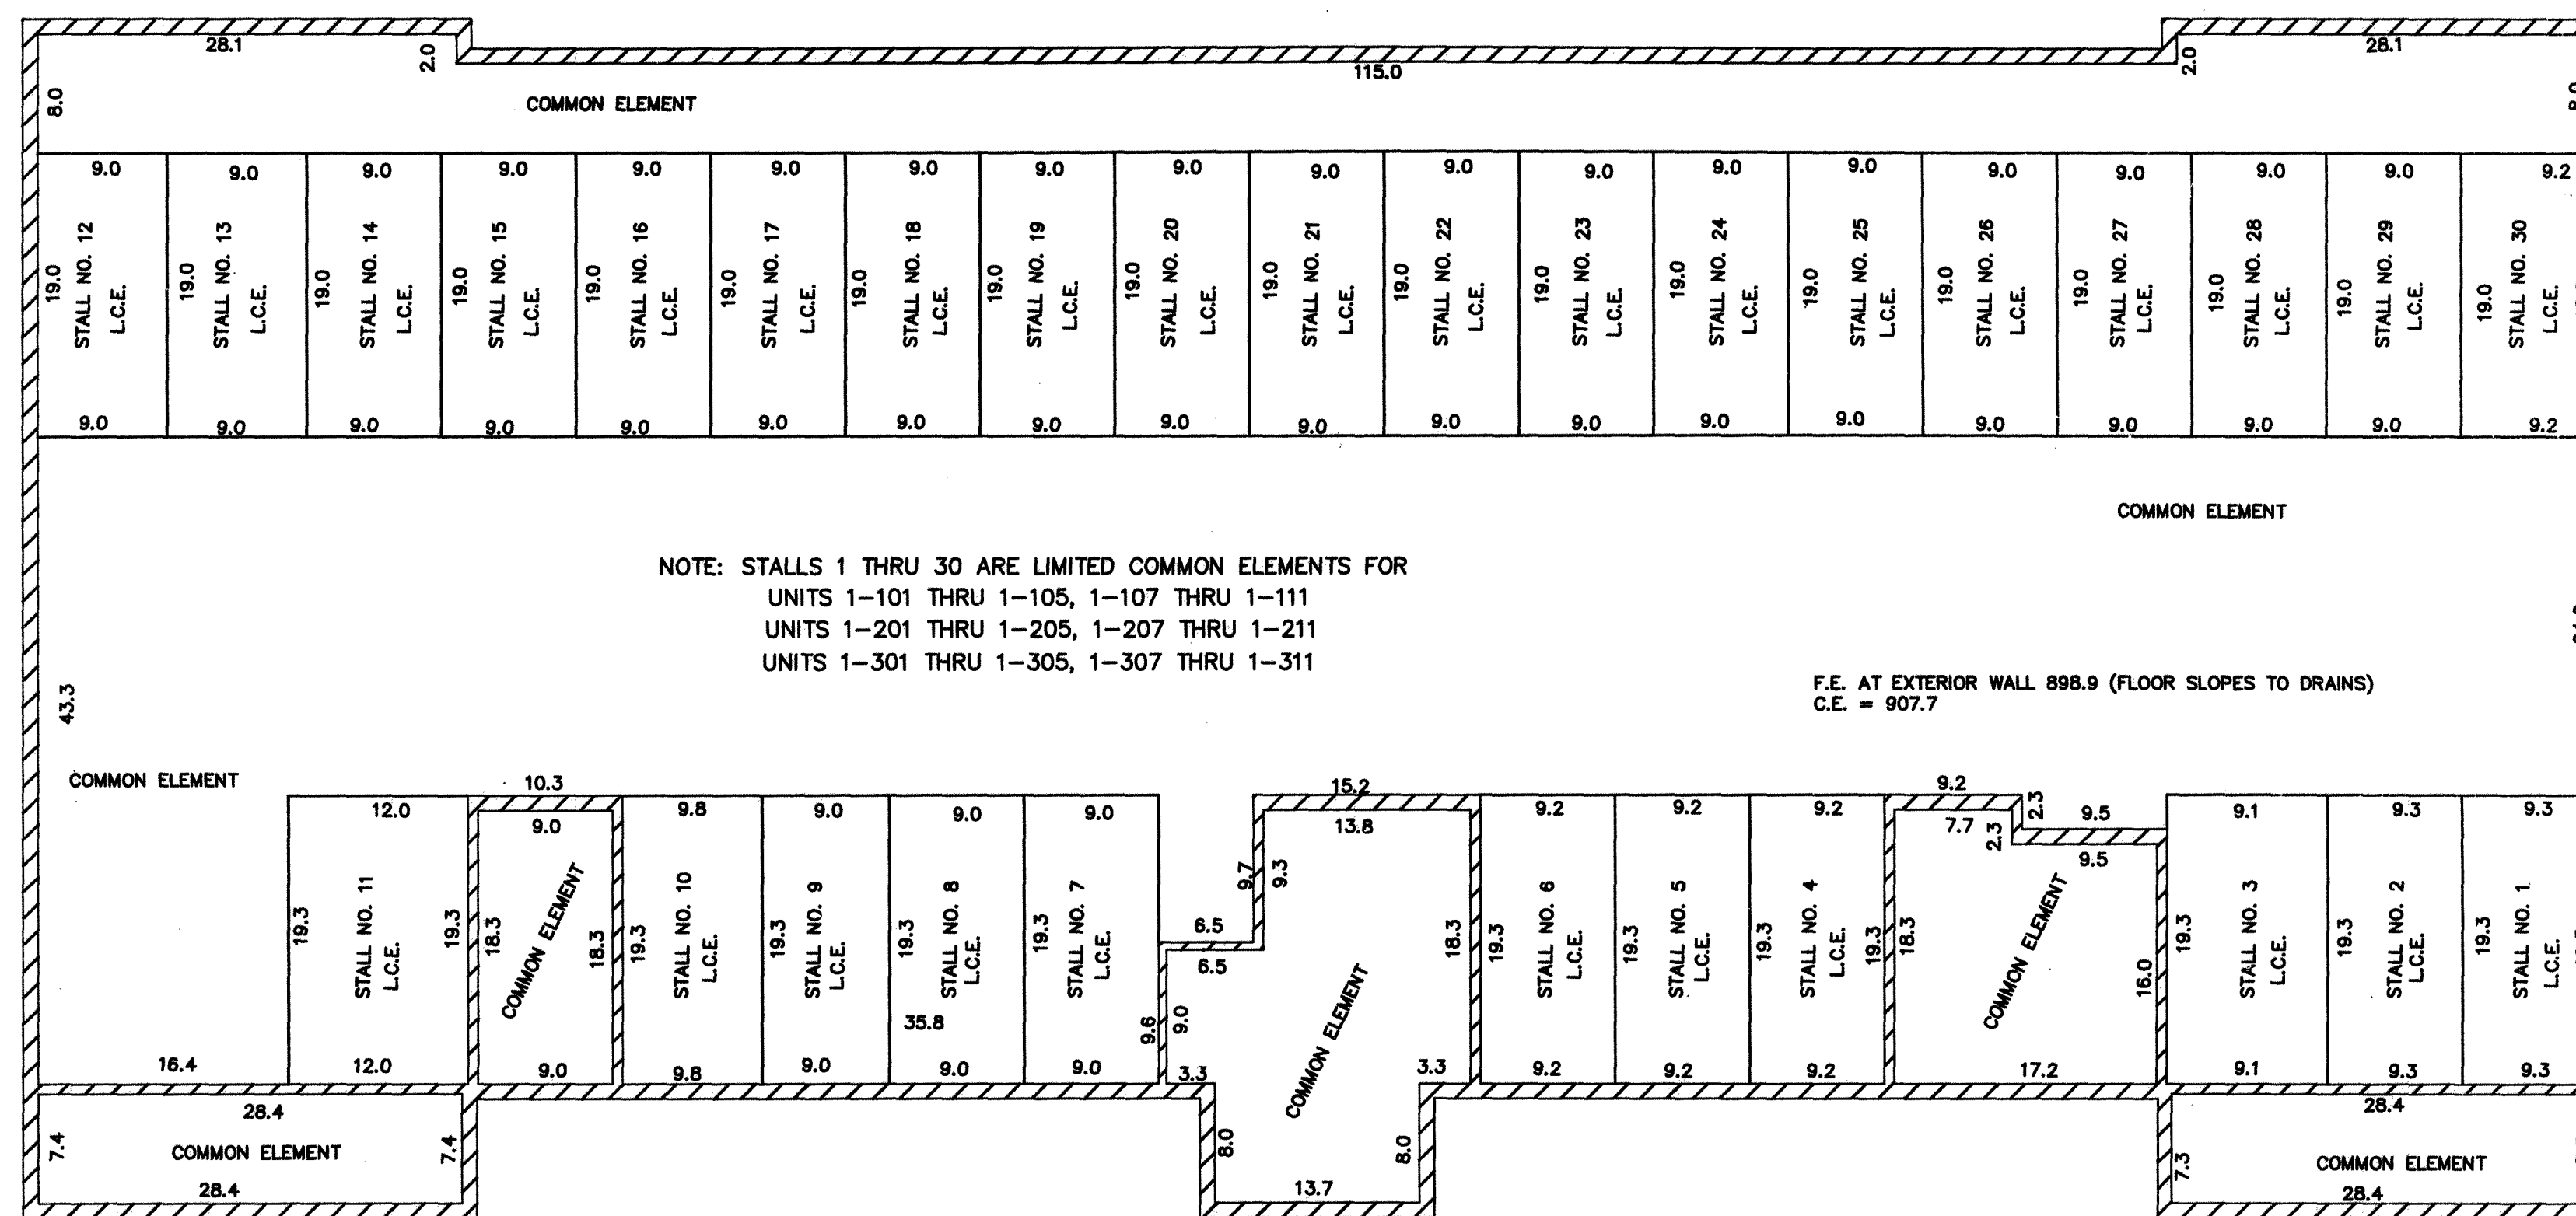 28.1
2.0
115.0
2.0
28.1
8.0
COMMON ELEMENT
9.0 9.0 9.0 9.0 9.0 9.0 9.0 9.0 9.0 9.0 9.0 9.0 9.0 9.0 9.0 9.0 9.0 9.0 9.2
19.0
STALL NO. 12
L.C.E.
19.0
STALL NO. 13
L.C.E.
19.0
STALL NO. 14
L.C.E.
19.0
STALL NO. 15
L.C.E.
19.0
STALL NO. 16
L.C.E.
19.0
STALL NO. 17
L.C.E.
19.0
STALL NO. 18
L.C.E.
19.0
STALL NO. 19
L.C.E.
19.0
STALL NO. 20
L.C.E.
19.0
STALL NO. 21
L.C.E.
19.0
STALL NO. 22
L.C.E.
19.0
STALL NO. 23
L.C.E.
19.0
STALL NO. 24
L.C.E.
19.0
STALL NO. 25
L.C.E.
19.0
STALL NO. 26
L.C.E.
19.0
STALL NO. 27
L.C.E.
19.0
STALL NO. 28
L.C.E.
19.0
STALL NO. 29
L.C.E.
19.0
STALL NO. 30
L.C.E.
9.0 9.0 9.0 9.0 9.0 9.0 9.0 9.0 9.0 9.0 9.0 9.0 9.0 9.0 9.0 9.0 9.0 9.0 9.2
COMMON ELEMENT
NOTE: STALLS 1 THRU 30 ARE LIMITED COMMON ELEMENTS FOR
UNITS 1-101 THRU 1-105, 1-107 THRU 1-111
UNITS 1-201 THRU 1-205, 1-207 THRU 1-211
UNITS 1-301 THRU 1-305, 1-307 THRU 1-311
F.E. AT EXTERIOR WALL 898.9 (FLOOR SLOPES TO DRAINS)
C.E. = 907.7
43.3
COMMON ELEMENT
10.3
15.2
9.2
2.3
9.5
12.0 9.0 9.8 9.0 9.0 9.0 13.8 9.2 9.2 9.2 7.7
2.3
9.5
9.1 9.3 9.3
19.3
STALL NO. 11
L.C.E.
19.3
18.3
COMMON ELEMENT
18.3
19.3
STALL NO. 10
L.C.E.
19.3
STALL NO. 9
L.C.E
19.3
STALL NO. 8
L.C.E.
35.8
19.3
STALL NO. 7
L.C.E.
9.7
9.3
6.5
6.5
9.6
9.0
COMMON ELEMENT
18.3
19.3
STALL NO. 6
L.C.E.
19.3
STALL NO. 5
L.C.E.
19.3
STALL NO. 4
L.C.E.
19.3
18.3
COMMON ELEMENT
16.0
19.3
STALL NO. 3
L.C.E.
19.3
STALL NO. 2
L.C.E.
19.3
STALL NO. 1
L.C.E.
16.4 12.0 9.0 9.8 9.0 9.0 9.0 3.3 3.3 9.2 9.2 9.2 17.2 9.1 9.3 9.3
28.4
7.4
COMMON ELEMENT
7.4
28.4
8.0
8.0
13.7
28.4
7.3
COMMON ELEMENT
28.4